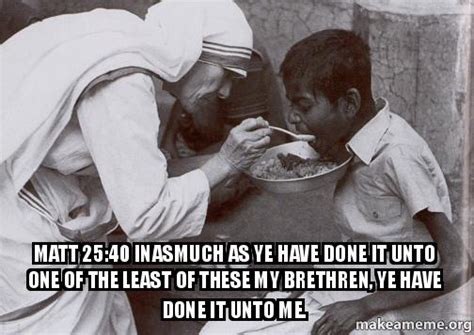 MATT 25:40 INASMUCH AS YE HAVE DONE IT UNTO
ONE OF THE LEAST OF THESE MY BRETHREN, YE HAVE
DONE IT UNTO ME.
makeameme.org